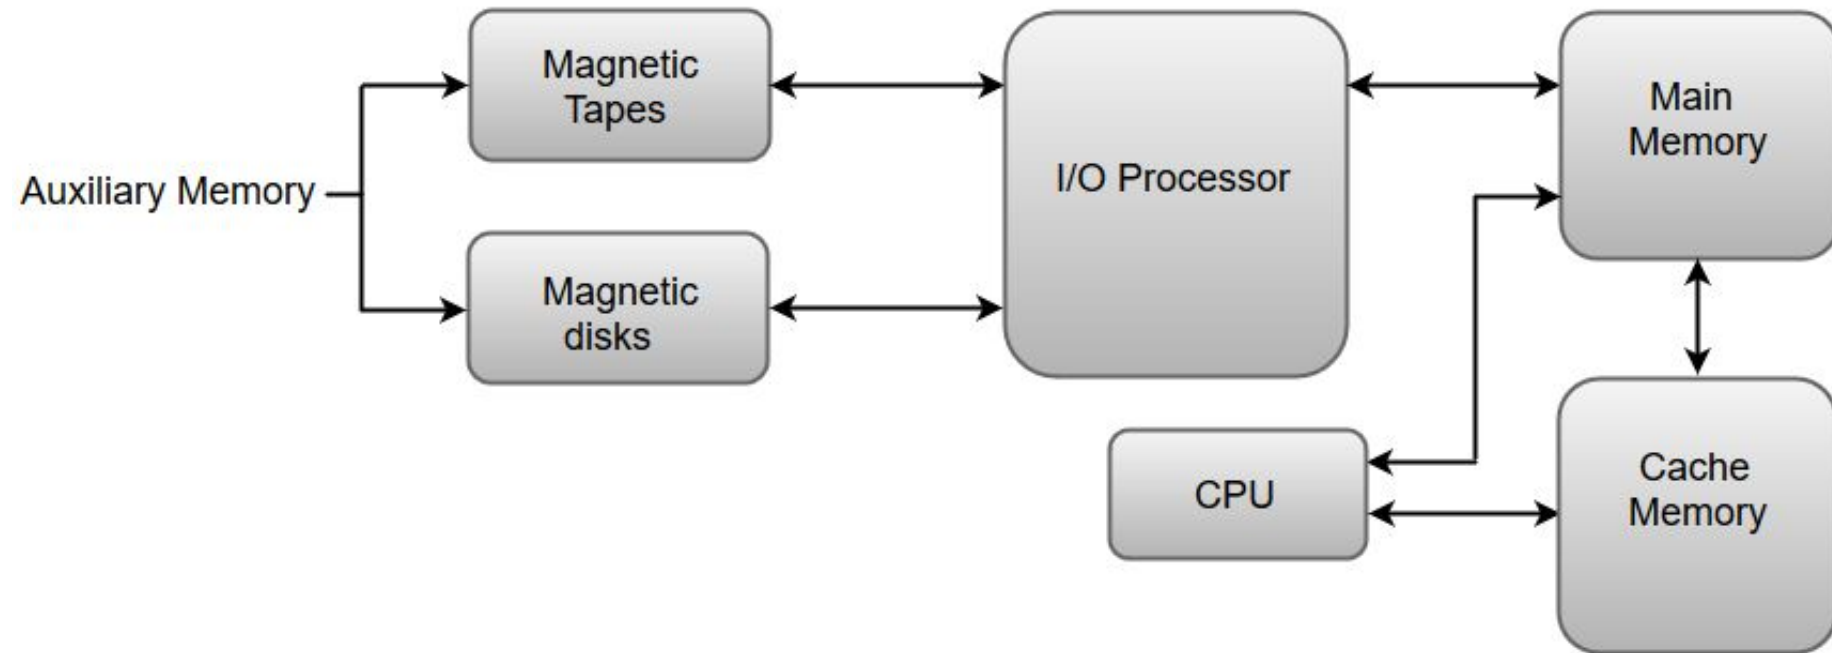 Magnetic
Tapes
Auxiliary Memory
Magnetic
disks
I/O Processor
Main
Memory
CPU
Cache
Memory